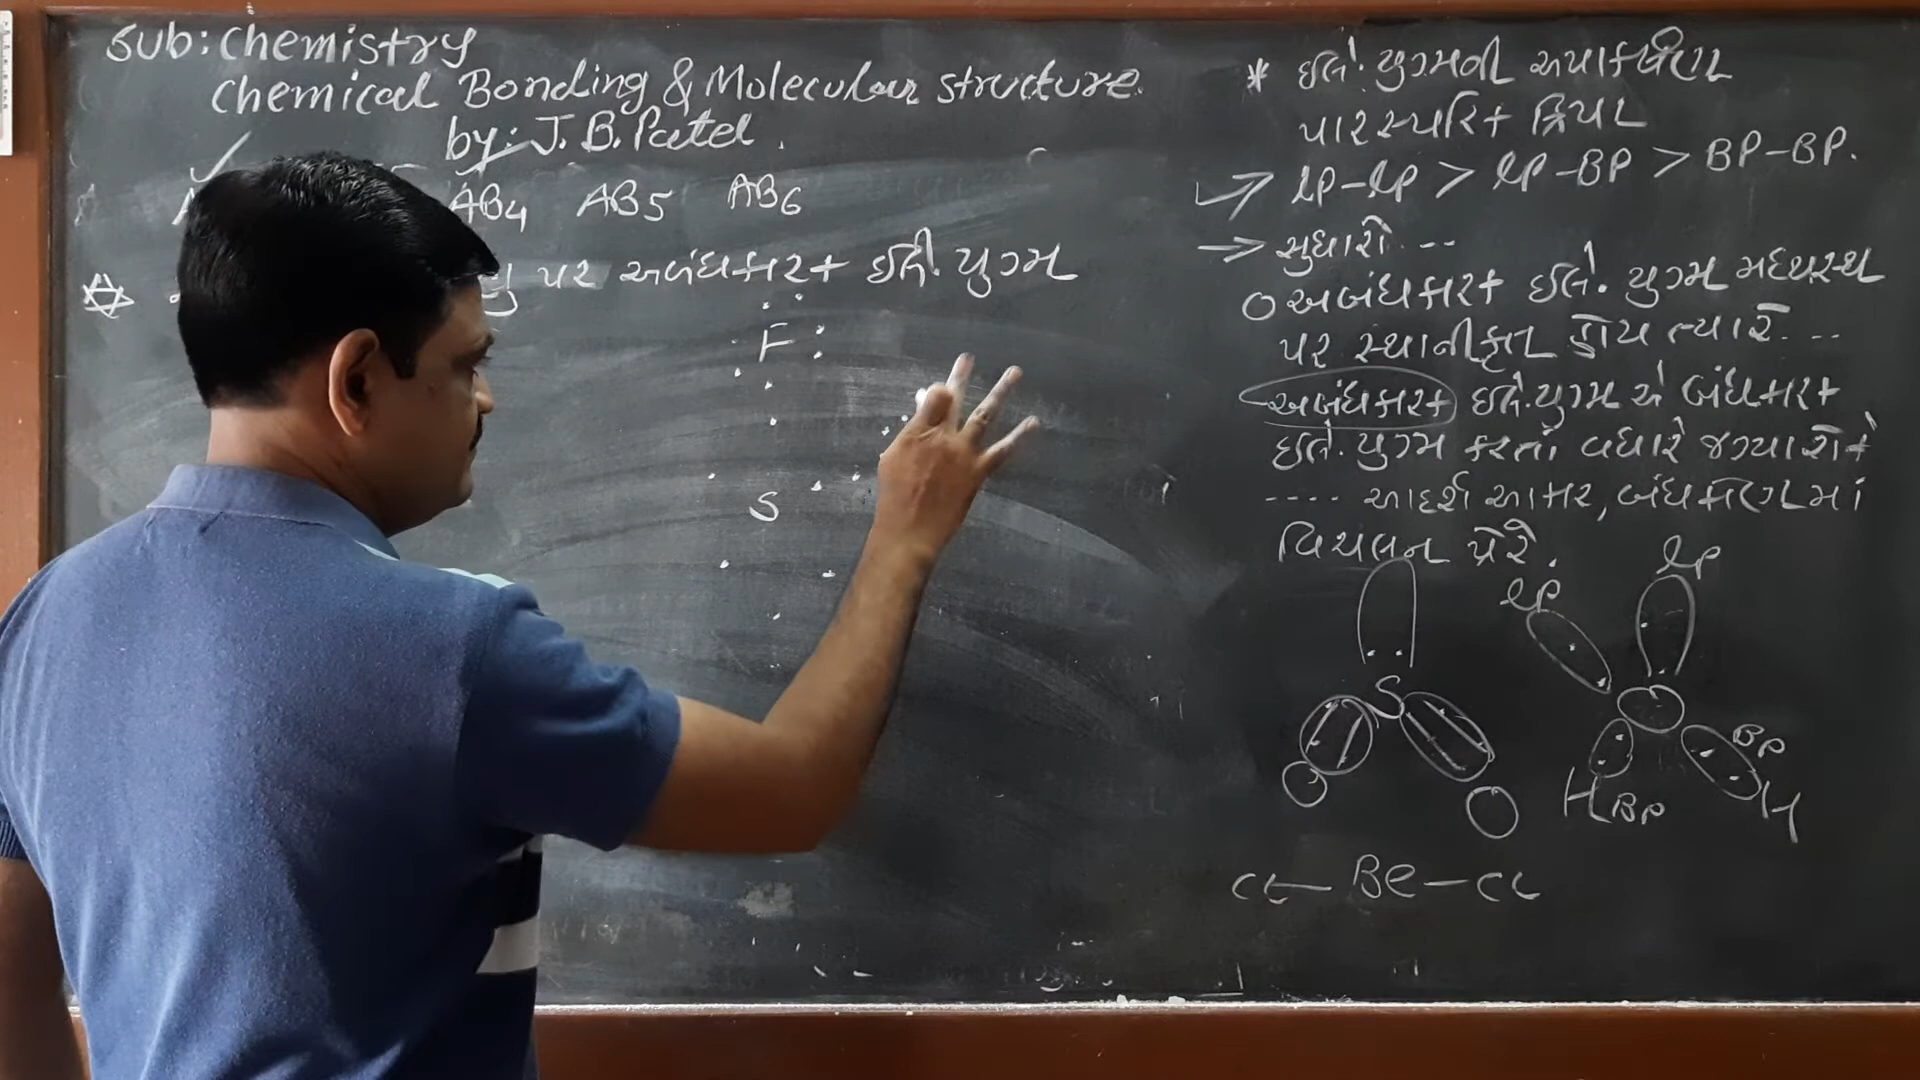 Sub: Chemistry
Chemical Bonding & Molecular structure.
by: J. B. Patel.
AB4 AB5 AB6
પર અબંધકારક ઈલે. યુગ્મ
F
S
* ઈલે. યુગ્મની અપાકર્ષણ
પારસ્પરિક ક્રિયા
→ lp-lp > lp-BP > BP-BP.
→ સુધારો --
O અબંધકારક ઈલે. યુગ્મ મધ્યસ્થ
પર સ્થાનીકૃત હોય ત્યારે. --
અબંધકારક ઈલે. યુગ્મ એ બંધકારક
ઈલે. યુગ્મ કરતાં વધારે જગ્યા રોકે
---- આદર્શ આકાર, બંધકોણમાં
વિચલન પ્રેરે.
lp lp
S
BP
H BP H
Cl — Be — Cl